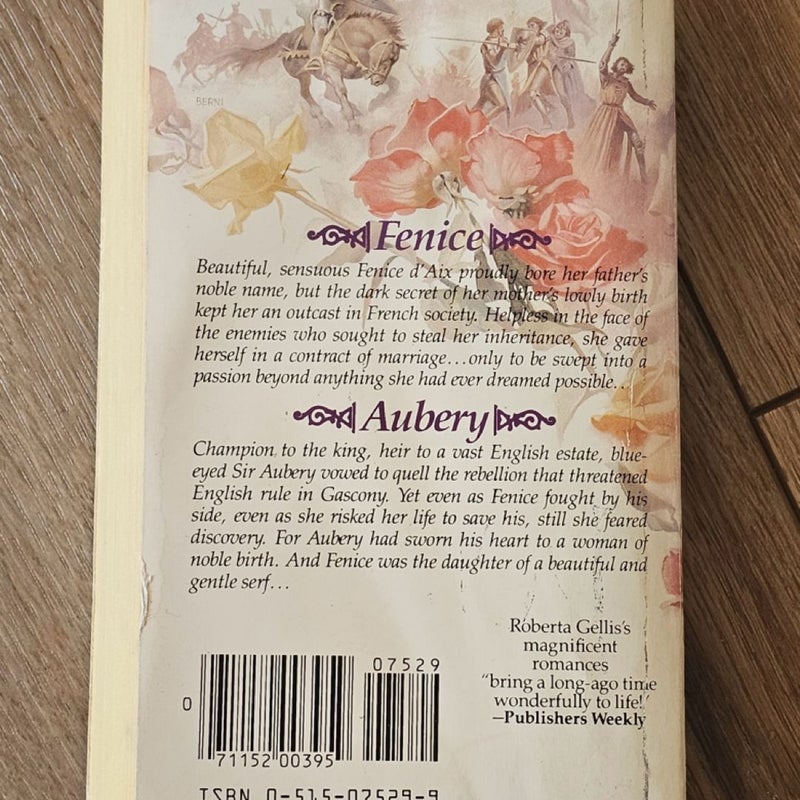 BERNI
Fenice
Beautiful, sensuous Fenice d'Aix proudly bore her father's
noble name, but the dark secret of her mother's lowly birth
kept her an outcast in French society. Helpless in the face of
the enemies who sought to steal her inheritance, she gave
herself in a contract of marriage...only to be swept into a
passion beyond anything she had ever dreamed possible...
Aubery
Champion to the king, heir to a vast English estate, blue-
eyed Sir Aubery vowed to quell the rebellion that threatened
English rule in Gascony. Yet even as Fenice fought by his
side, even as she risked her life to save his, still she feared
discovery. For Aubery had sworn his heart to a woman of
noble birth. And Fenice was the daughter of a beautiful and
gentle serf...
Roberta Gellis's
magnificent
romances
"bring a long-ago time
wonderfully to life!"
—Publishers Weekly
07529
0
71152 00395
ISBN 0-515-07529-9